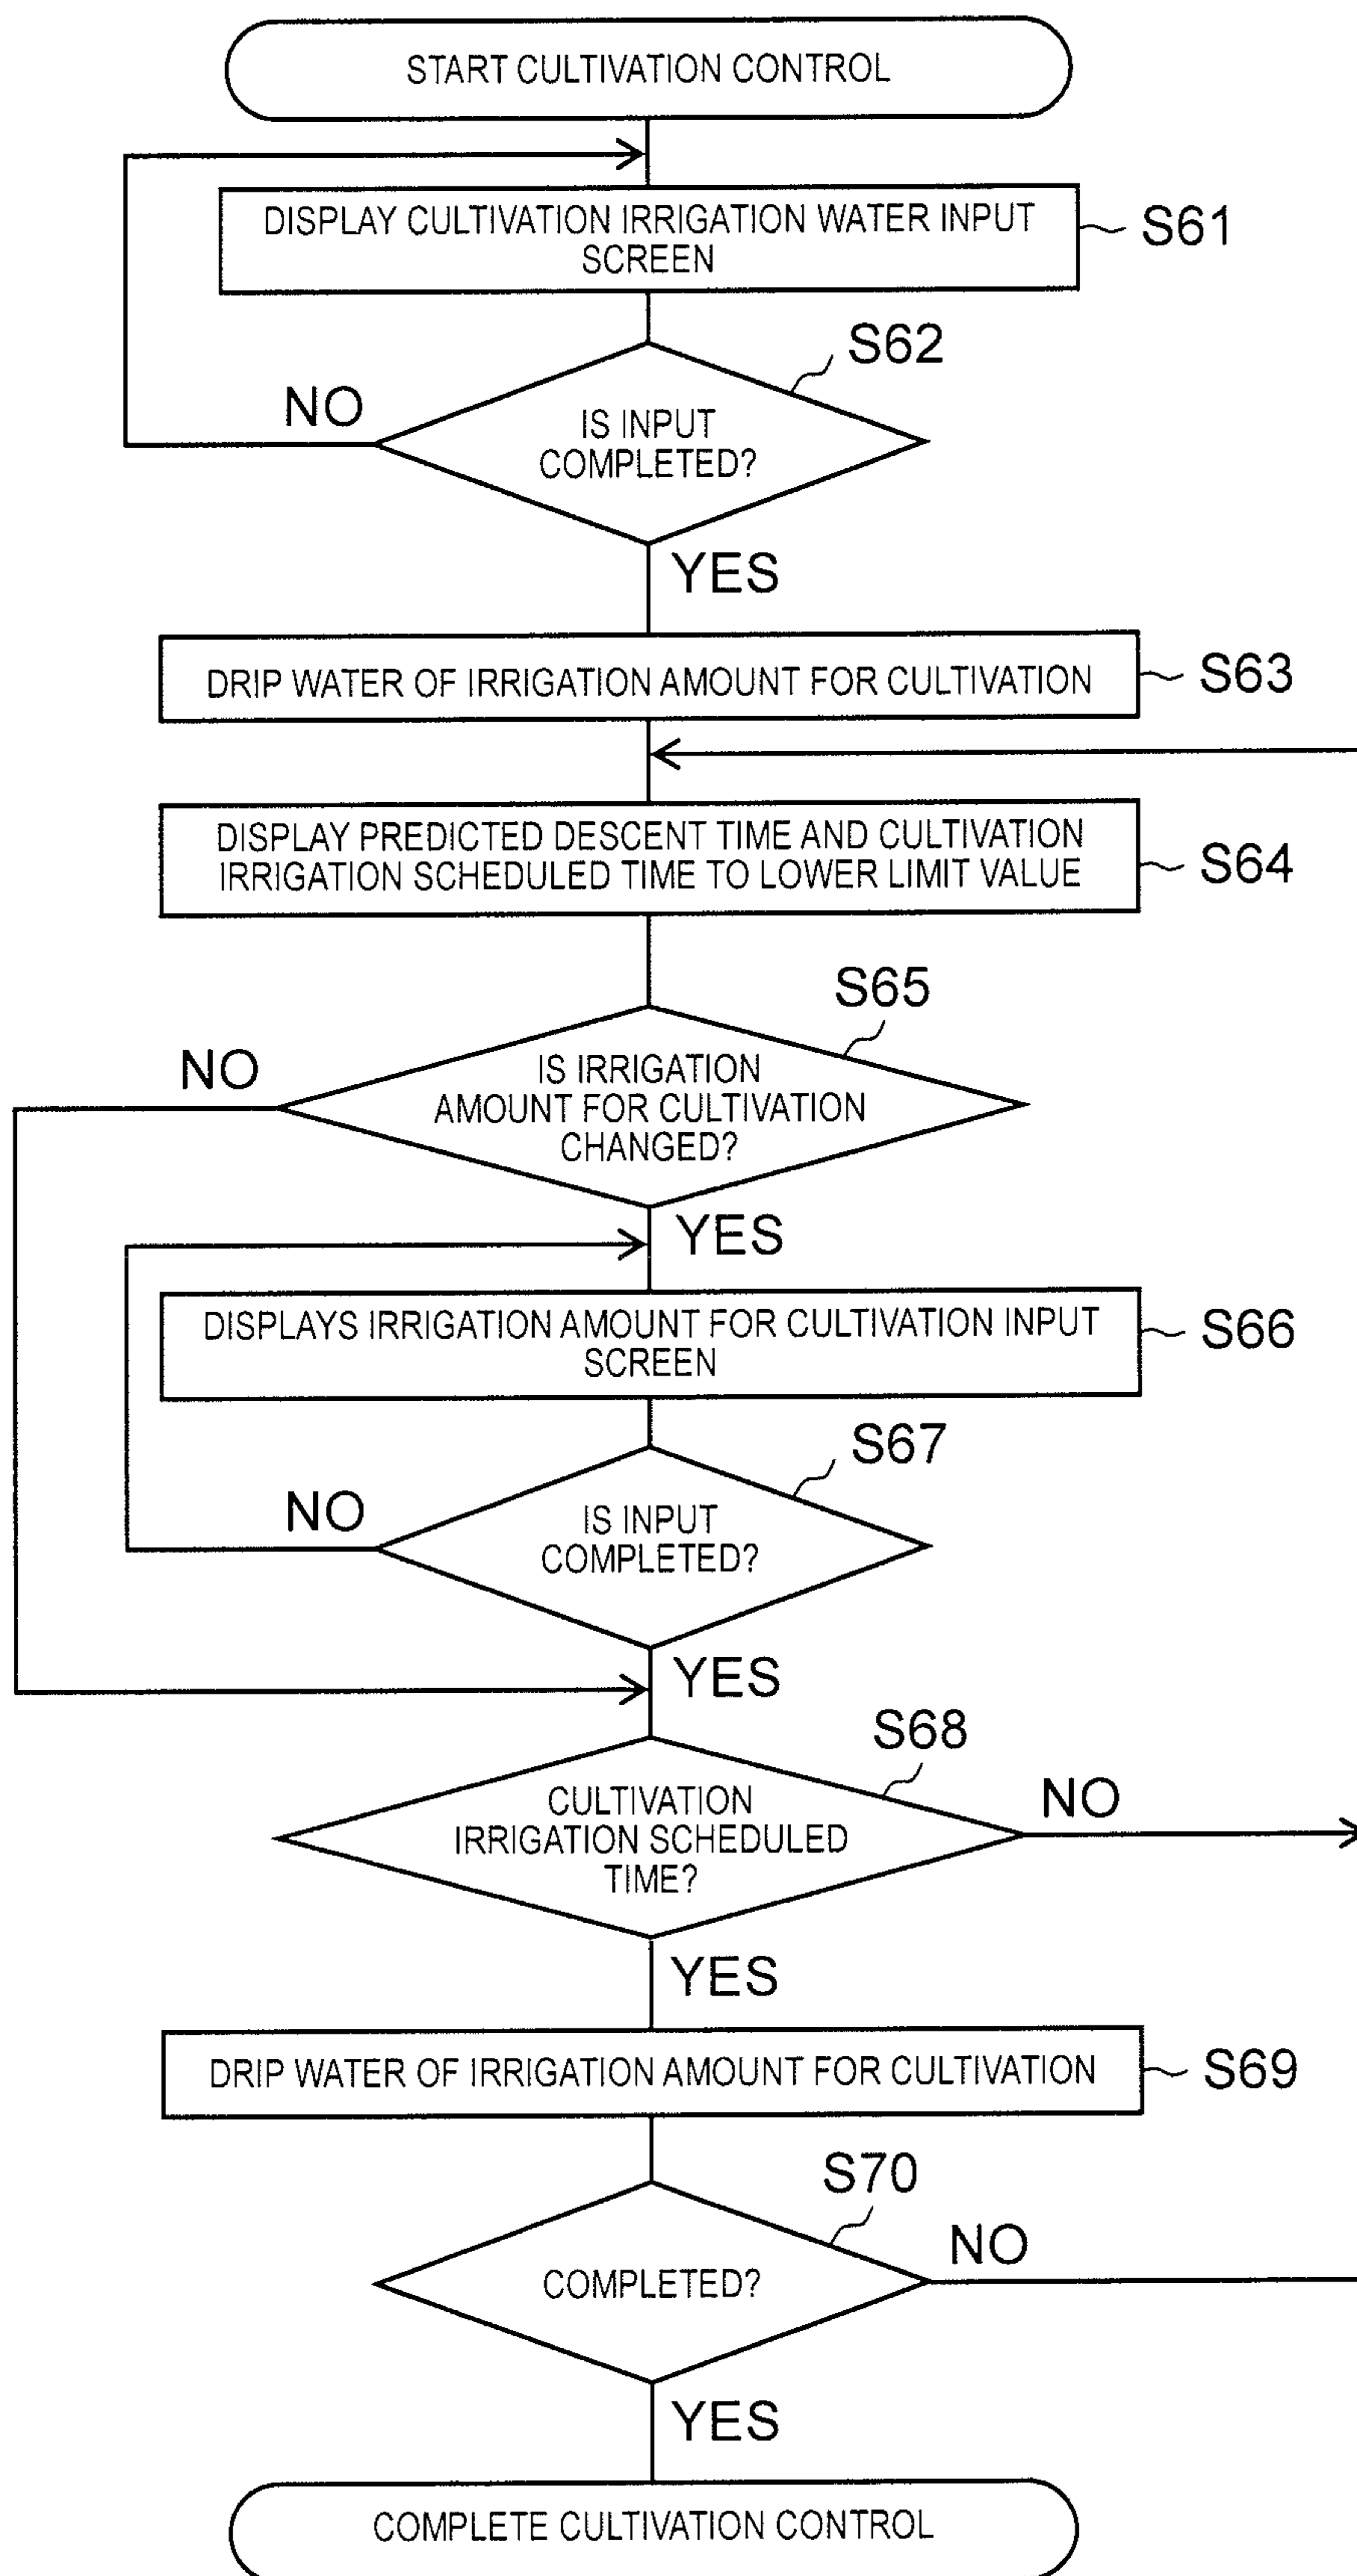 START CULTIVATION CONTROL
DISPLAY CULTIVATION IRRIGATION WATER INPUT
SCREEN
S61
S62
NO
IS INPUT
COMPLETED?
YES
DRIP WATER OF IRRIGATION AMOUNT FOR CULTIVATION
S63
DISPLAY PREDICTED DESCENT TIME AND CULTIVATION
IRRIGATION SCHEDULED TIME TO LOWER LIMIT VALUE
S64
S65
NO
IS IRRIGATION
AMOUNT FOR CULTIVATION
CHANGED?
YES
DISPLAYS IRRIGATION AMOUNT FOR CULTIVATION INPUT
SCREEN
S66
S67
NO
IS INPUT
COMPLETED?
YES
S68
CULTIVATION
IRRIGATION SCHEDULED
TIME?
NO
YES
DRIP WATER OF IRRIGATION AMOUNT FOR CULTIVATION
S69
S70
COMPLETED?
NO
YES
COMPLETE CULTIVATION CONTROL